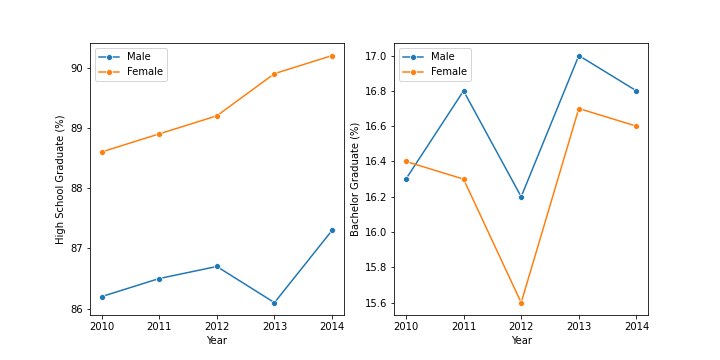 Male
Female
High School Graduate (%)
90
89
88
87
86
2010 2011 2012 2013 2014
Year
Male
Female
Bachelor Graduate (%)
17.0
16.8
16.6
16.4
16.2
16.0
15.8
15.6
2010 2011 2012 2013 2014
Year